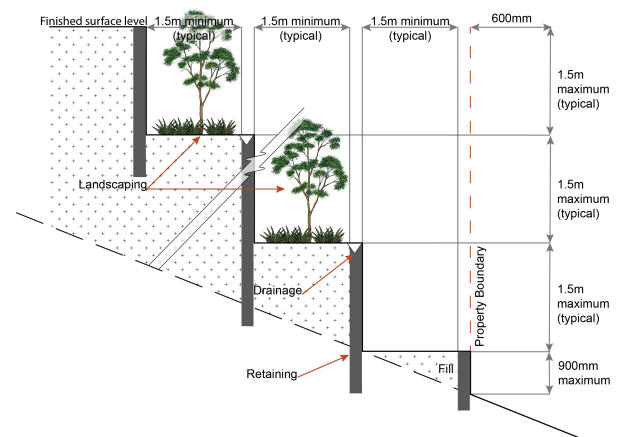 Finished surface level
1.5m minimum
(typical)
1.5m minimum
(typical)
1.5m minimum
(typical)
600mm
1.5m
maximum
(typical)
Landscaping
1.5m
maximum
(typical)
Drainage
Property Boundary
1.5m
maximum
(typical)
Retaining
Fill
900mm
maximum